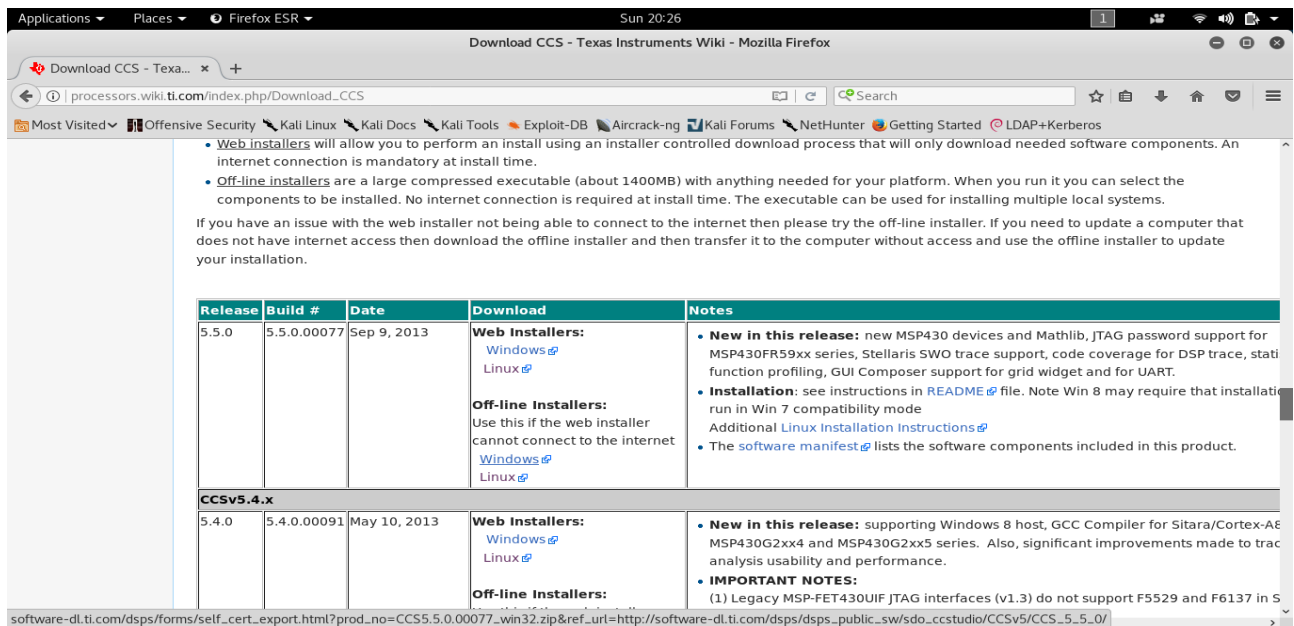 Applications Places Firefox ESR Sun 20:26 1
Download CCS - Texas Instruments Wiki - Mozilla Firefox
Download CCS - Texa... × +
processors.wiki.ti.com/index.php/Download_CCS Search
Most Visited Offensive Security Kali Linux Kali Docs Kali Tools Exploit-DB Aircrack-ng Kali Forums NetHunter Getting Started LDAP+Kerberos
• Web installers will allow you to perform an install using an installer controlled download process that will only download needed software components. An
internet connection is mandatory at install time.
• Off-line installers are a large compressed executable (about 1400MB) with anything needed for your platform. When you run it you can select the
components to be installed. No internet connection is required at install time. The executable can be used for installing multiple local systems.
If you have an issue with the web installer not being able to connect to the internet then please try the off-line installer. If you need to update a computer that
does not have internet access then download the offline installer and then transfer it to the computer without access and use the offline installer to update
your installation.
Release Build # Date Download Notes
5.5.0 5.5.0.00077 Sep 9, 2013
Web Installers:
Windows
Linux
Off-line Installers:
Use this if the web installer
cannot connect to the internet
Windows
Linux
• New in this release: new MSP430 devices and Mathlib, JTAG password support for
MSP430FR59xx series, Stellaris SWO trace support, code coverage for DSP trace, stati
function profiling, GUI Composer support for grid widget and for UART.
• Installation: see instructions in README file. Note Win 8 may require that installatio
run in Win 7 compatibility mode
Additional Linux Installation Instructions
• The software manifest lists the software components included in this product.
CCSv5.4.x
5.4.0 5.4.0.00091 May 10, 2013
Web Installers:
Windows
Linux
Off-line Installers:
• New in this release: supporting Windows 8 host, GCC Compiler for Sitara/Cortex-A8
MSP430G2xx4 and MSP430G2xx5 series. Also, significant improvements made to trac
analysis usability and performance.
• IMPORTANT NOTES:
(1) Legacy MSP-FET430UIF JTAG interfaces (v1.3) do not support F5529 and F6137 in S
software-dl.ti.com/dsps/forms/self_cert_export.html?prod_no=CCS5.5.0.00077_win32.zip&ref_url=http://software-dl.ti.com/dsps/dsps_public_sw/sdo_ccstudio/CCSv5/CCS_5_5_0/